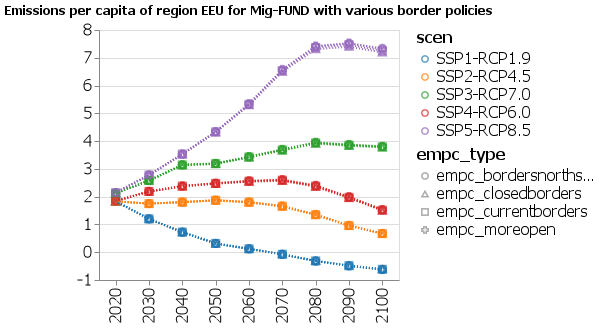 Emissions per capita of region EEU for Mig-FUND with various border policies
8
7
6
5
4
3
2
1
0
-1
2020
2030
2040
2050
2060
2070
2080
2090
2100
scen
SSP1-RCP1.9
SSP2-RCP4.5
SSP3-RCP7.0
SSP4-RCP6.0
SSP5-RCP8.5
empc_type
empc_bordersnorths...
empc_closedborders
empc_currentborders
empc_moreopen